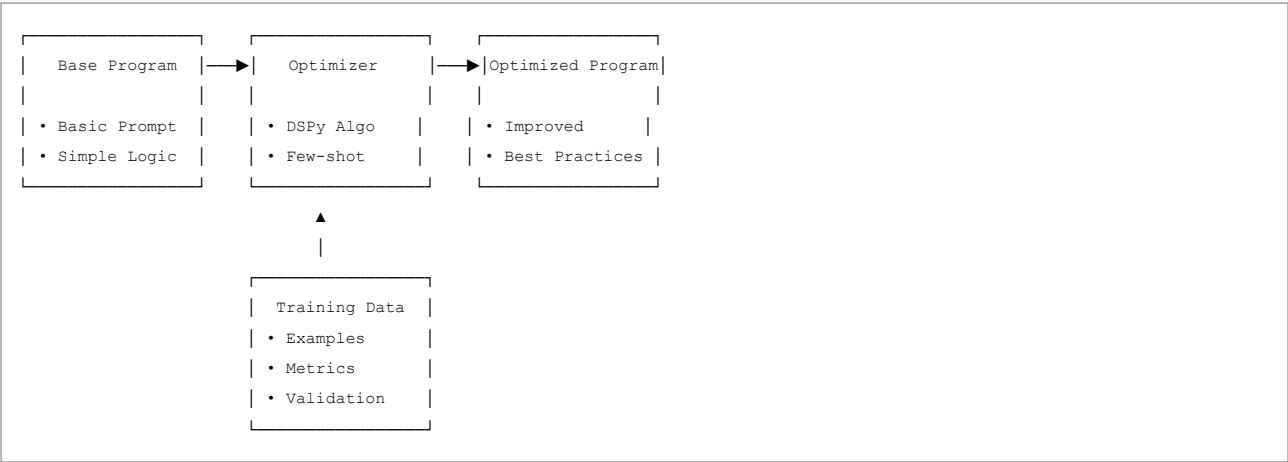 Base Program Optimizer Optimized Program
• Basic Prompt • DSPy Algo • Improved
• Simple Logic • Few-shot • Best Practices
Training Data
• Examples
• Metrics
• Validation